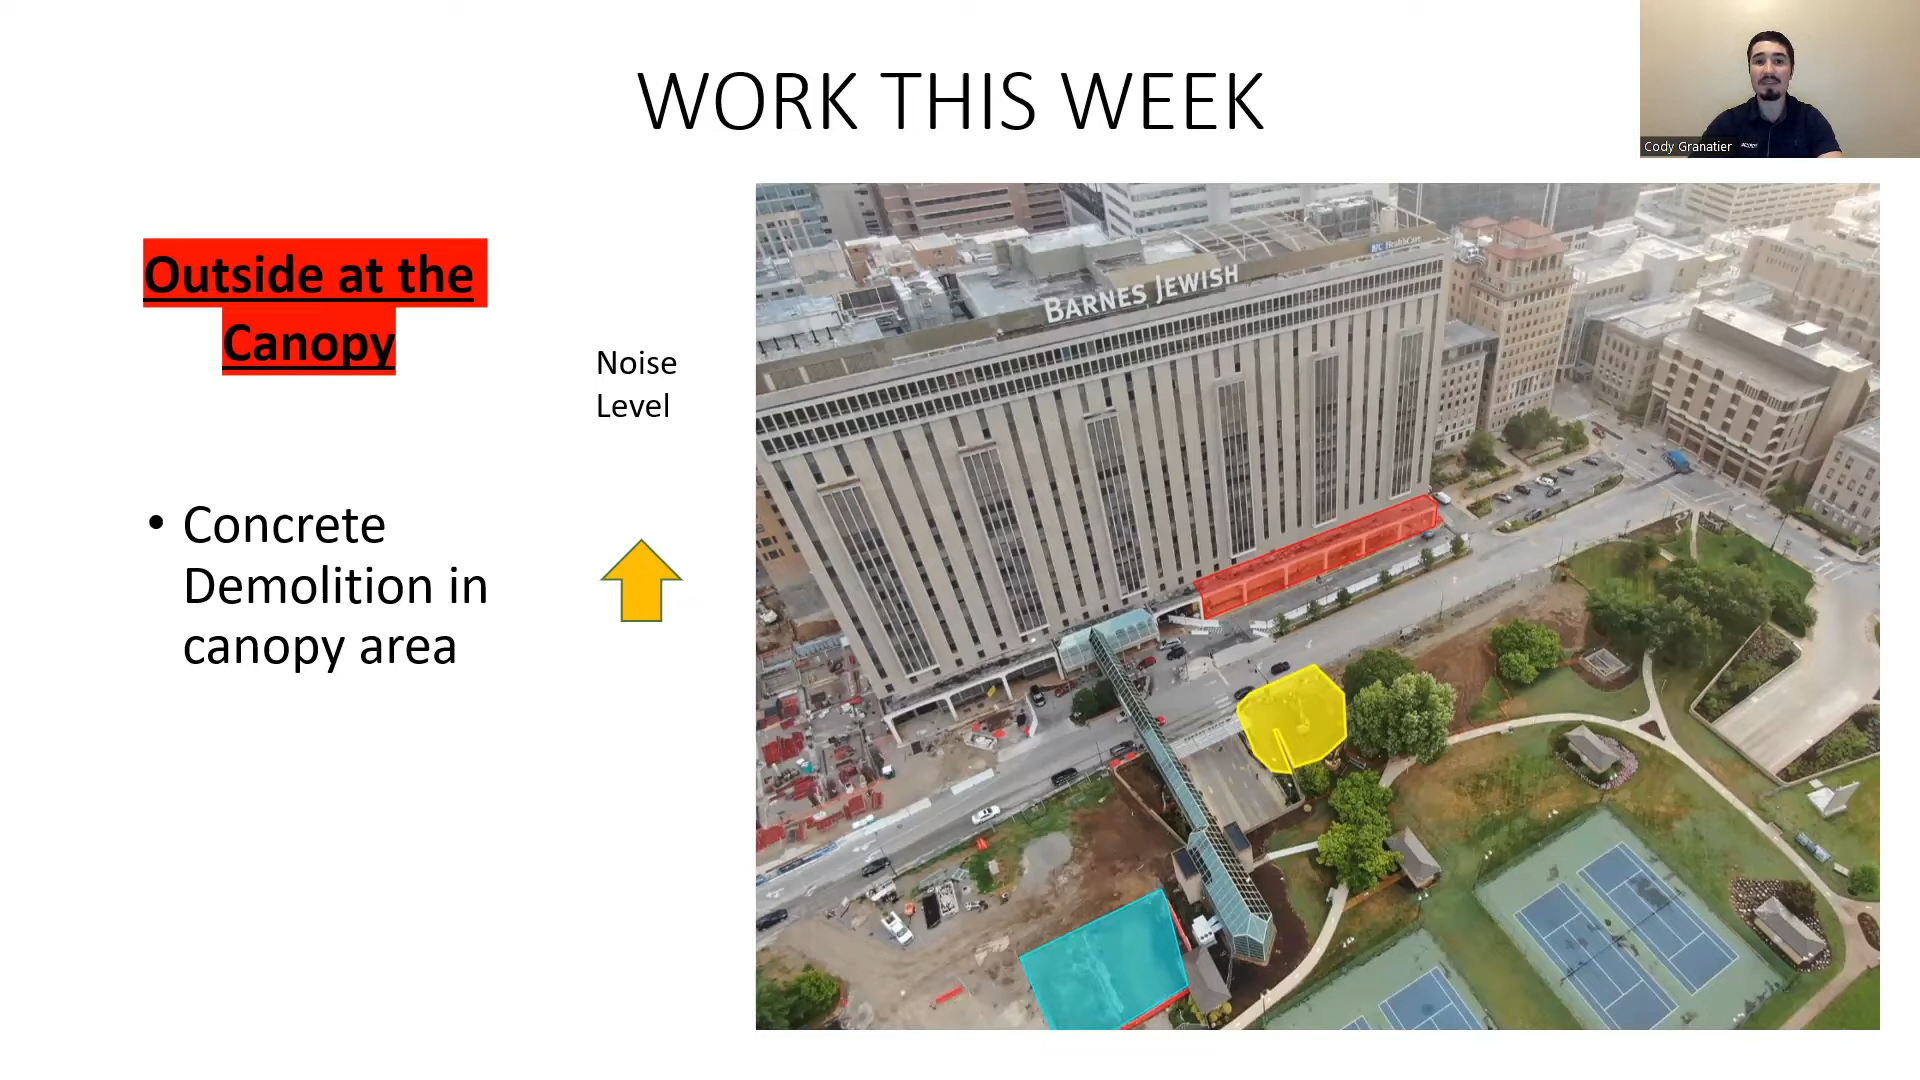 WORK THIS WEEK
Cody Granatier
Outside at the
Canopy
Noise
Level
• Concrete
Demolition in
canopy area
BARNES JEWISH
HealthCare